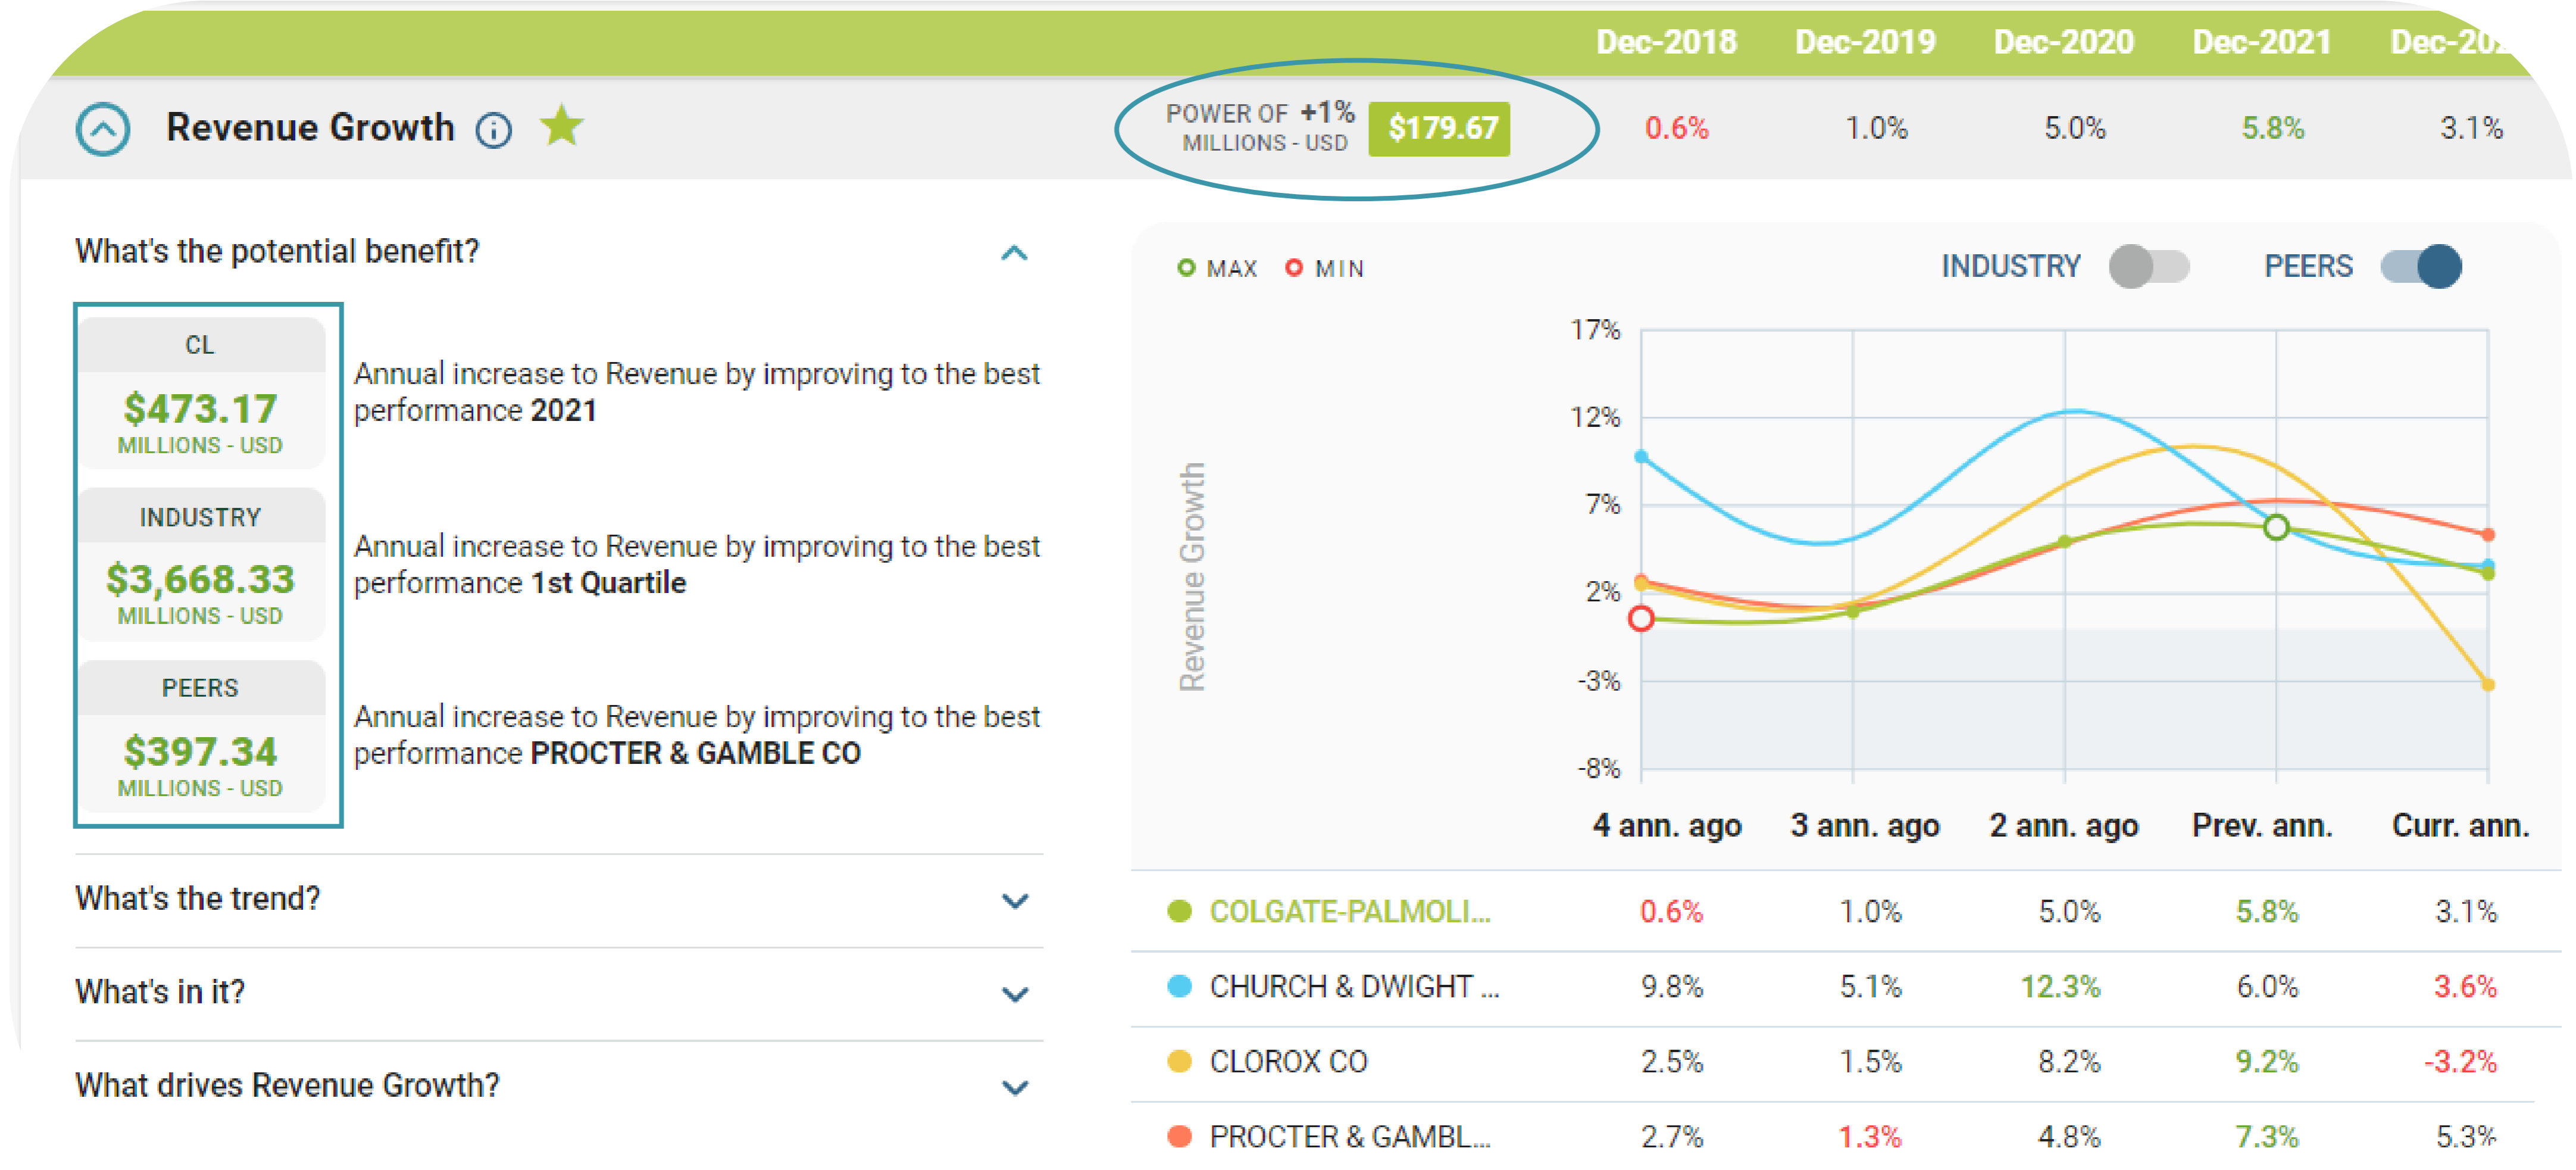 Dec-2018 Dec-2019 Dec-2020 Dec-2021 Dec-202
Revenue Growth POWER OF +1% $179.67 0.6% 1.0% 5.0% 5.8% 3.1%
MILLIONS - USD
What's the potential benefit?
CL
$473.17
MILLIONS - USD
Annual increase to Revenue by improving to the best
performance 2021
INDUSTRY
$3,668.33
MILLIONS - USD
Annual increase to Revenue by improving to the best
performance 1st Quartile
PEERS
$397.34
MILLIONS - USD
Annual increase to Revenue by improving to the best
performance PROCTER & GAMBLE CO
What's the trend?
What's in it?
What drives Revenue Growth?
MAX MIN INDUSTRY PEERS
Revenue Growth
17%
12%
7%
2%
-3%
-8%
4 ann. ago 3 ann. ago 2 ann. ago Prev. ann. Curr. ann.
COLGATE-PALMOLI... 0.6% 1.0% 5.0% 5.8% 3.1%
CHURCH & DWIGHT ... 9.8% 5.1% 12.3% 6.0% 3.6%
CLOROX CO 2.5% 1.5% 8.2% 9.2% -3.2%
PROCTER & GAMBL... 2.7% 1.3% 4.8% 7.3% 5.3%